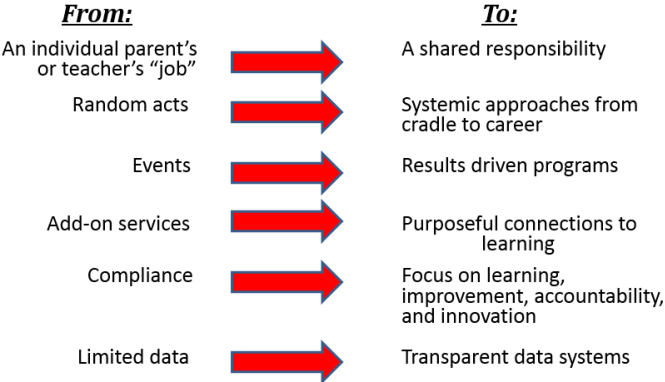 From:
To:
An individual parent’s
or teacher’s “job”
A shared responsibility
Random acts
Systemic approaches from
cradle to career
Events
Results driven programs
Add-on services
Purposeful connections to
learning
Compliance
Focus on learning,
improvement, accountability,
and innovation
Limited data
Transparent data systems